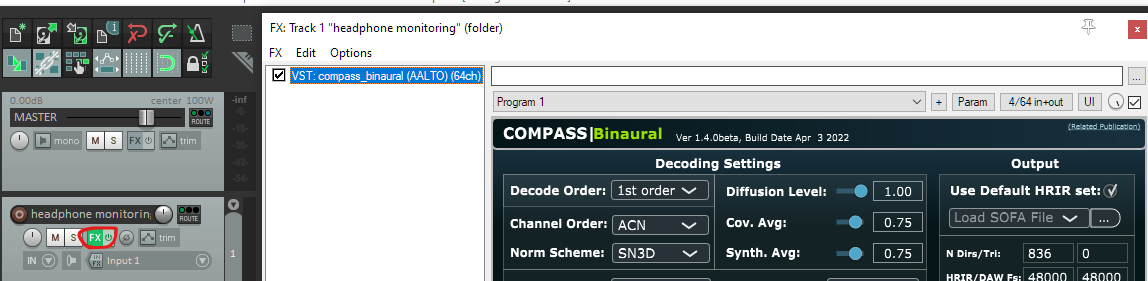 FX: Track 1 "headphone monitoring" (folder)
FX Edit Options
VST: compass_binaural (AALTO) (64ch)
Program 1
+ Param 4/64 in+out UI
0.00dB center 100W -inf
MASTER
ROUTE
mono M S FX trim
headphone monitoring
ROUTE
M S FX trim
IN IN FX Input 1
1
COMPASS|Binaural Ver 1.4.0beta, Build Date Apr 3 2022
(Related Publication)
Decoding Settings
Decode Order: 1st order
Channel Order: ACN
Norm Scheme: SN3D
Diffusion Level: 1.00
Cov. Avg: 0.75
Synth. Avg: 0.75
Output
Use Default HRIR set:
Load SOFA File ...
N Dirs/Tri: 836 0
HRIR/DAW Fs: 48000 48000